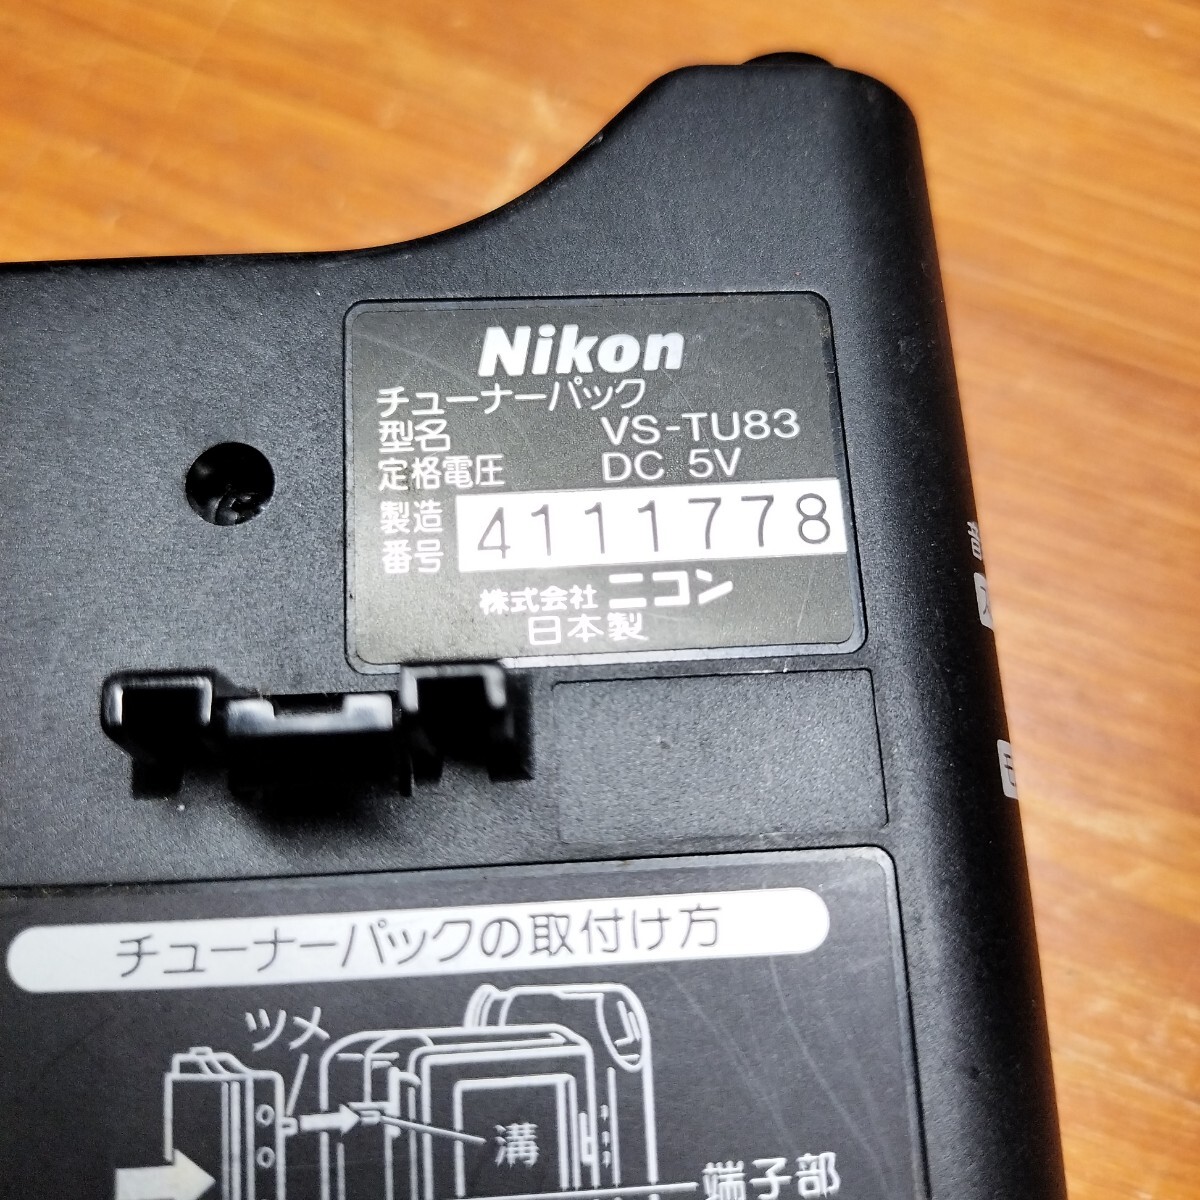 Nikon
チューナーパック
型名 VS-TU83
定格電圧 DC 5V
製造番号 4111778
株式会社 ニコン
日本製
チューナーパックの取付け方
ツメ
溝
端子部